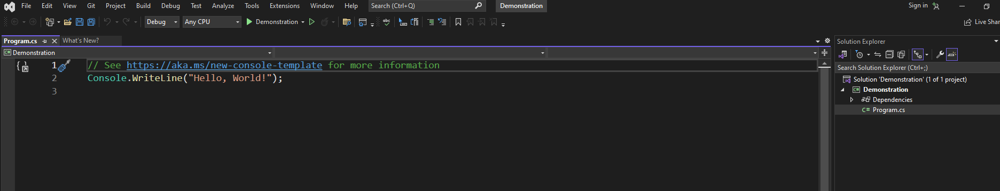 File Edit View Git Project Build Debug Test Analyze Tools Extensions Window Help Search (Ctrl+Q) Demonstration Sign in
Debug Any CPU Demonstration abc Live Shar
Program.cs What's New? Solution Explorer
C# Demonstration
Search Solution Explorer (Ctrl+;)
1 // See https://aka.ms/new-console-template for more information
2 Console.WriteLine("Hello, World!");
3
Solution 'Demonstration' (1 of 1 project)
C# Demonstration
Dependencies
C# Program.cs